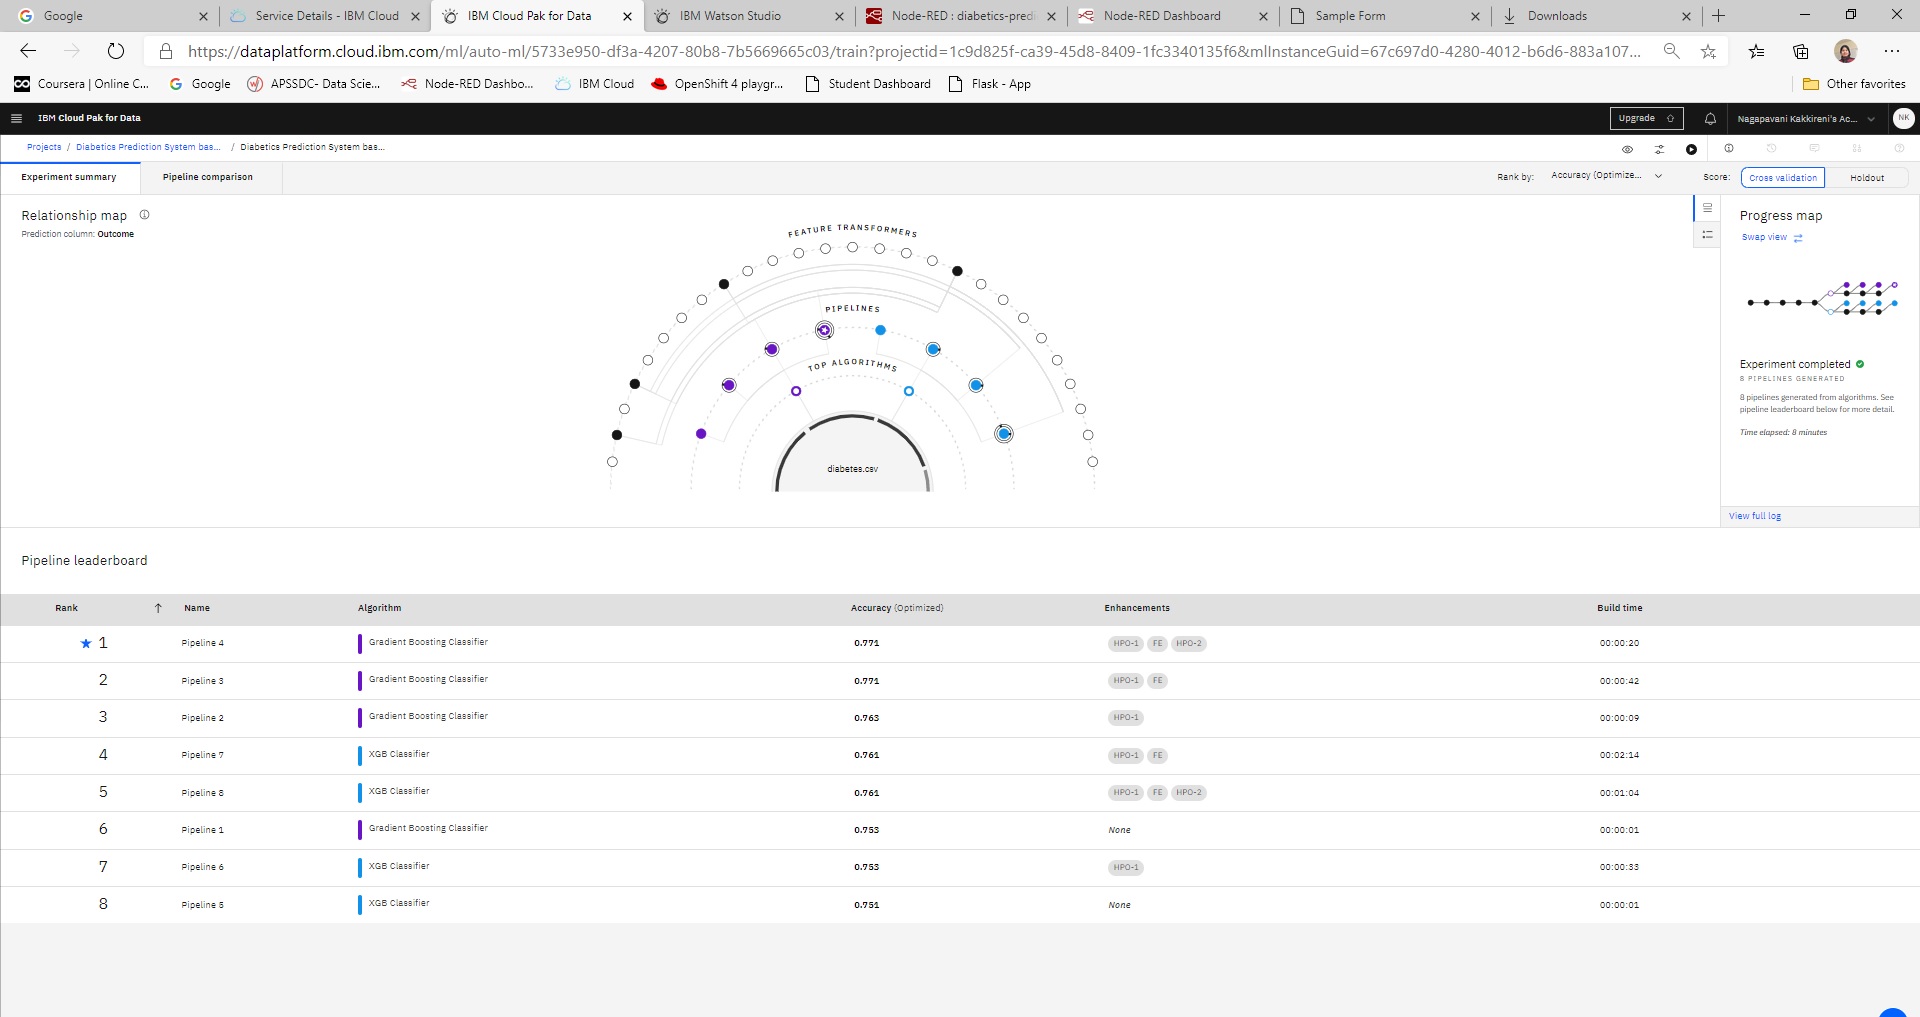 Google
Service Details - IBM Cloud
IBM Cloud Pak for Data
IBM Watson Studio
Node-RED : diabetics-predi
Node-RED Dashboard
Sample Form
Downloads
https://dataplatform.cloud.ibm.com/ml/auto-ml/5733e950-df3a-4207-80b8-7b5669665c03/train?projectid=1c9d825f-ca39-45d8-8409-1fc3340135f6&mlInstanceGuid=67c697d0-4280-4012-b6d6-883a107...
Coursera | Online C...
Google
APSSDC- Data Scie...
Node-RED Dashbo...
IBM Cloud
OpenShift 4 playgr...
Student Dashboard
Flask - App
Other favorites
IBM Cloud Pak for Data
Upgrade
Nagapavani Kakkireni's Ac...
NK
Projects / Diabetics Prediction System bas... / Diabetics Prediction System bas...
Experiment summary
Pipeline comparison
Rank by: Accuracy (Optimize...
Score: Cross validation Holdout
Relationship map
Prediction column: Outcome
FEATURE TRANSFORMERS
PIPELINES
TOP ALGORITHMS
diabetes.csv
Progress map
Swap view
Experiment completed
8 PIPELINES GENERATED
8 pipelines generated from algorithms. See
pipeline leaderboard below for more detail.
Time elapsed: 8 minutes
View full log
Pipeline leaderboard
Rank Name Algorithm Accuracy (Optimized) Enhancements Build time
1 Pipeline 4 Gradient Boosting Classifier 0.771 HPO-1 FE HPO-2 00:00:20
2 Pipeline 3 Gradient Boosting Classifier 0.771 HPO-1 FE 00:00:42
3 Pipeline 2 Gradient Boosting Classifier 0.763 HPO-1 00:00:09
4 Pipeline 7 XGB Classifier 0.761 HPO-1 FE 00:02:14
5 Pipeline 8 XGB Classifier 0.761 HPO-1 FE HPO-2 00:01:04
6 Pipeline 1 Gradient Boosting Classifier 0.753 None 00:00:01
7 Pipeline 6 XGB Classifier 0.753 HPO-1 00:00:33
8 Pipeline 5 XGB Classifier 0.751 None 00:00:01